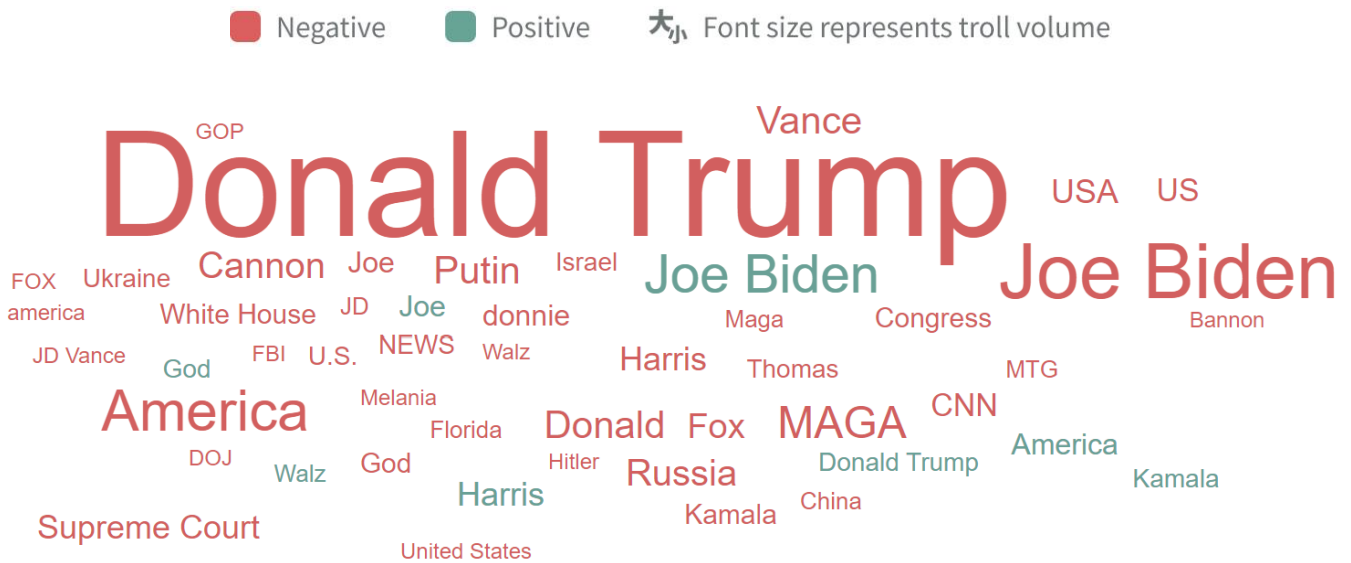 Negative Positive 大小 Font size represents troll volume
Vance
GOP
Donald Trump
USA US
Cannon Joe Putin Israel Joe Biden Joe Biden
FOX Ukraine
america White House JD Joe donnie Maga Congress Bannon
JD Vance God FBI U.S. NEWS Walz Harris Thomas MTG
America Melania Florida Donald Fox MAGA CNN
DOJ Walz God Hitler Russia Donald Trump America
Harris Kamala China Kamala
Supreme Court
United States